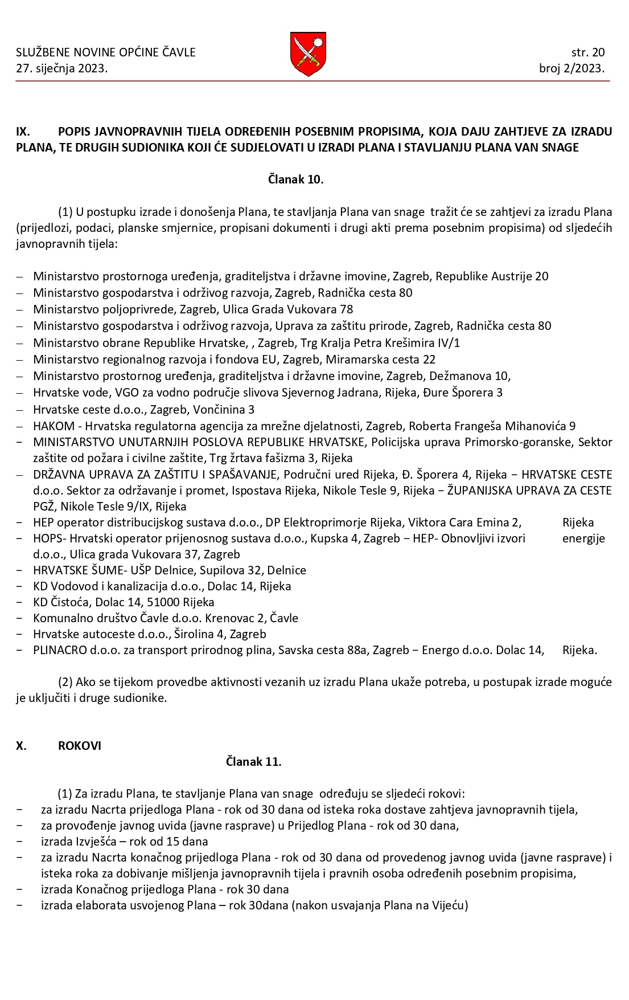 SLUŽBENE NOVINE OPĆINE ČAVLE
27. siječnja 2023.
str. 20
broj 2/2023.
IX. POPIS JAVNOPRAVNIH TIJELA ODREĐENIH POSEBNIM PROPISIMA, KOJA DAJU ZAHTJEVE ZA IZRADU
PLANA, TE DRUGIH SUDIONIKA KOJI ĆE SUDJELOVATI U IZRADI PLANA I STAVLJANJU PLANA VAN SNAGE
Članak 10.
(1) U postupku izrade i donošenja Plana, te stavljanja Plana van snage  tražit će se zahtjevi za izradu Plana
(prijedlozi, podaci, planske smjernice, propisani dokumenti i drugi akti prema posebnim propisima) od sljedećih
javnopravnih tijela:
– Ministarstvo prostornoga uređenja, graditeljstva i državne imovine, Zagreb, Republike Austrije 20
– Ministarstvo gospodarstva i održivog razvoja, Zagreb, Radnička cesta 80
– Ministarstvo poljoprivrede, Zagreb, Ulica Grada Vukovara 78
– Ministarstvo gospodarstva i održivog razvoja, Uprava za zaštitu prirode, Zagreb, Radnička cesta 80
– Ministarstvo obrane Republike Hrvatske, , Zagreb, Trg Kralja Petra Krešimira IV/1
– Ministarstvo regionalnog razvoja i fondova EU, Zagreb, Miramarska cesta 22
– Ministarstvo prostornog uređenja, graditeljstva i državne imovine, Zagreb, Dežmanova 10,
– Hrvatske vode, VGO za vodno područje slivova Sjevernog Jadrana, Rijeka, Đure Šporera 3
– Hrvatske ceste d.o.o., Zagreb, Vončinina 3
– HAKOM - Hrvatska regulatorna agencija za mrežne djelatnosti, Zagreb, Roberta Frangeša Mihanovića 9
− MINISTARSTVO UNUTARNJIH POSLOVA REPUBLIKE HRVATSKE, Policijska uprava Primorsko-goranske, Sektor
zaštite od požara i civilne zaštite, Trg žrtava fašizma 3, Rijeka
– DRŽAVNA UPRAVA ZA ZAŠTITU I SPAŠAVANJE, Područni ured Rijeka, Đ. Šporera 4, Rijeka − HRVATSKE CESTE
d.o.o. Sektor za održavanje i promet, Ispostava Rijeka, Nikole Tesle 9, Rijeka − ŽUPANIJSKA UPRAVA ZA CESTE
PGŽ, Nikole Tesle 9/IX, Rijeka
− HEP operator distribucijskog sustava d.o.o., DP Elektroprimorje Rijeka, Viktora Cara Emina 2, Rijeka
− HOPS- Hrvatski operator prijenosnog sustava d.o.o., Kupska 4, Zagreb − HEP- Obnovljivi izvori energije
d.o.o., Ulica grada Vukovara 37, Zagreb
− HRVATSKE ŠUME- UŠP Delnice, Supilova 32, Delnice
− KD Vodovod i kanalizacija d.o.o., Dolac 14, Rijeka
− KD Čistoća, Dolac 14, 51000 Rijeka
− Komunalno društvo Čavle d.o.o. Krenovac 2, Čavle
− Hrvatske autoceste d.o.o., Širolina 4, Zagreb
− PLINACRO d.o.o. za transport prirodnog plina, Savska cesta 88a, Zagreb − Energo d.o.o. Dolac 14, Rijeka.
(2) Ako se tijekom provedbe aktivnosti vezanih uz izradu Plana ukaže potreba, u postupak izrade moguće
je uključiti i druge sudionike.
X. ROKOVI
Članak 11.
(1) Za izradu Plana, te stavljanje Plana van snage  određuju se sljedeći rokovi:
− za izradu Nacrta prijedloga Plana - rok od 30 dana od isteka roka dostave zahtjeva javnopravnih tijela,
− za provođenje javnog uvida (javne rasprave) u Prijedlog Plana - rok od 30 dana,
− izrada Izvješća – rok od 15 dana
− za izradu Nacrta konačnog prijedloga Plana - rok od 30 dana od provedenog javnog uvida (javne rasprave) i
isteka roka za dobivanje mišljenja javnopravnih tijela i pravnih osoba određenih posebnim propisima,
− izrada Konačnog prijedloga Plana - rok 30 dana
− izrada elaborata usvojenog Plana – rok 30dana (nakon usvajanja Plana na Vijeću)